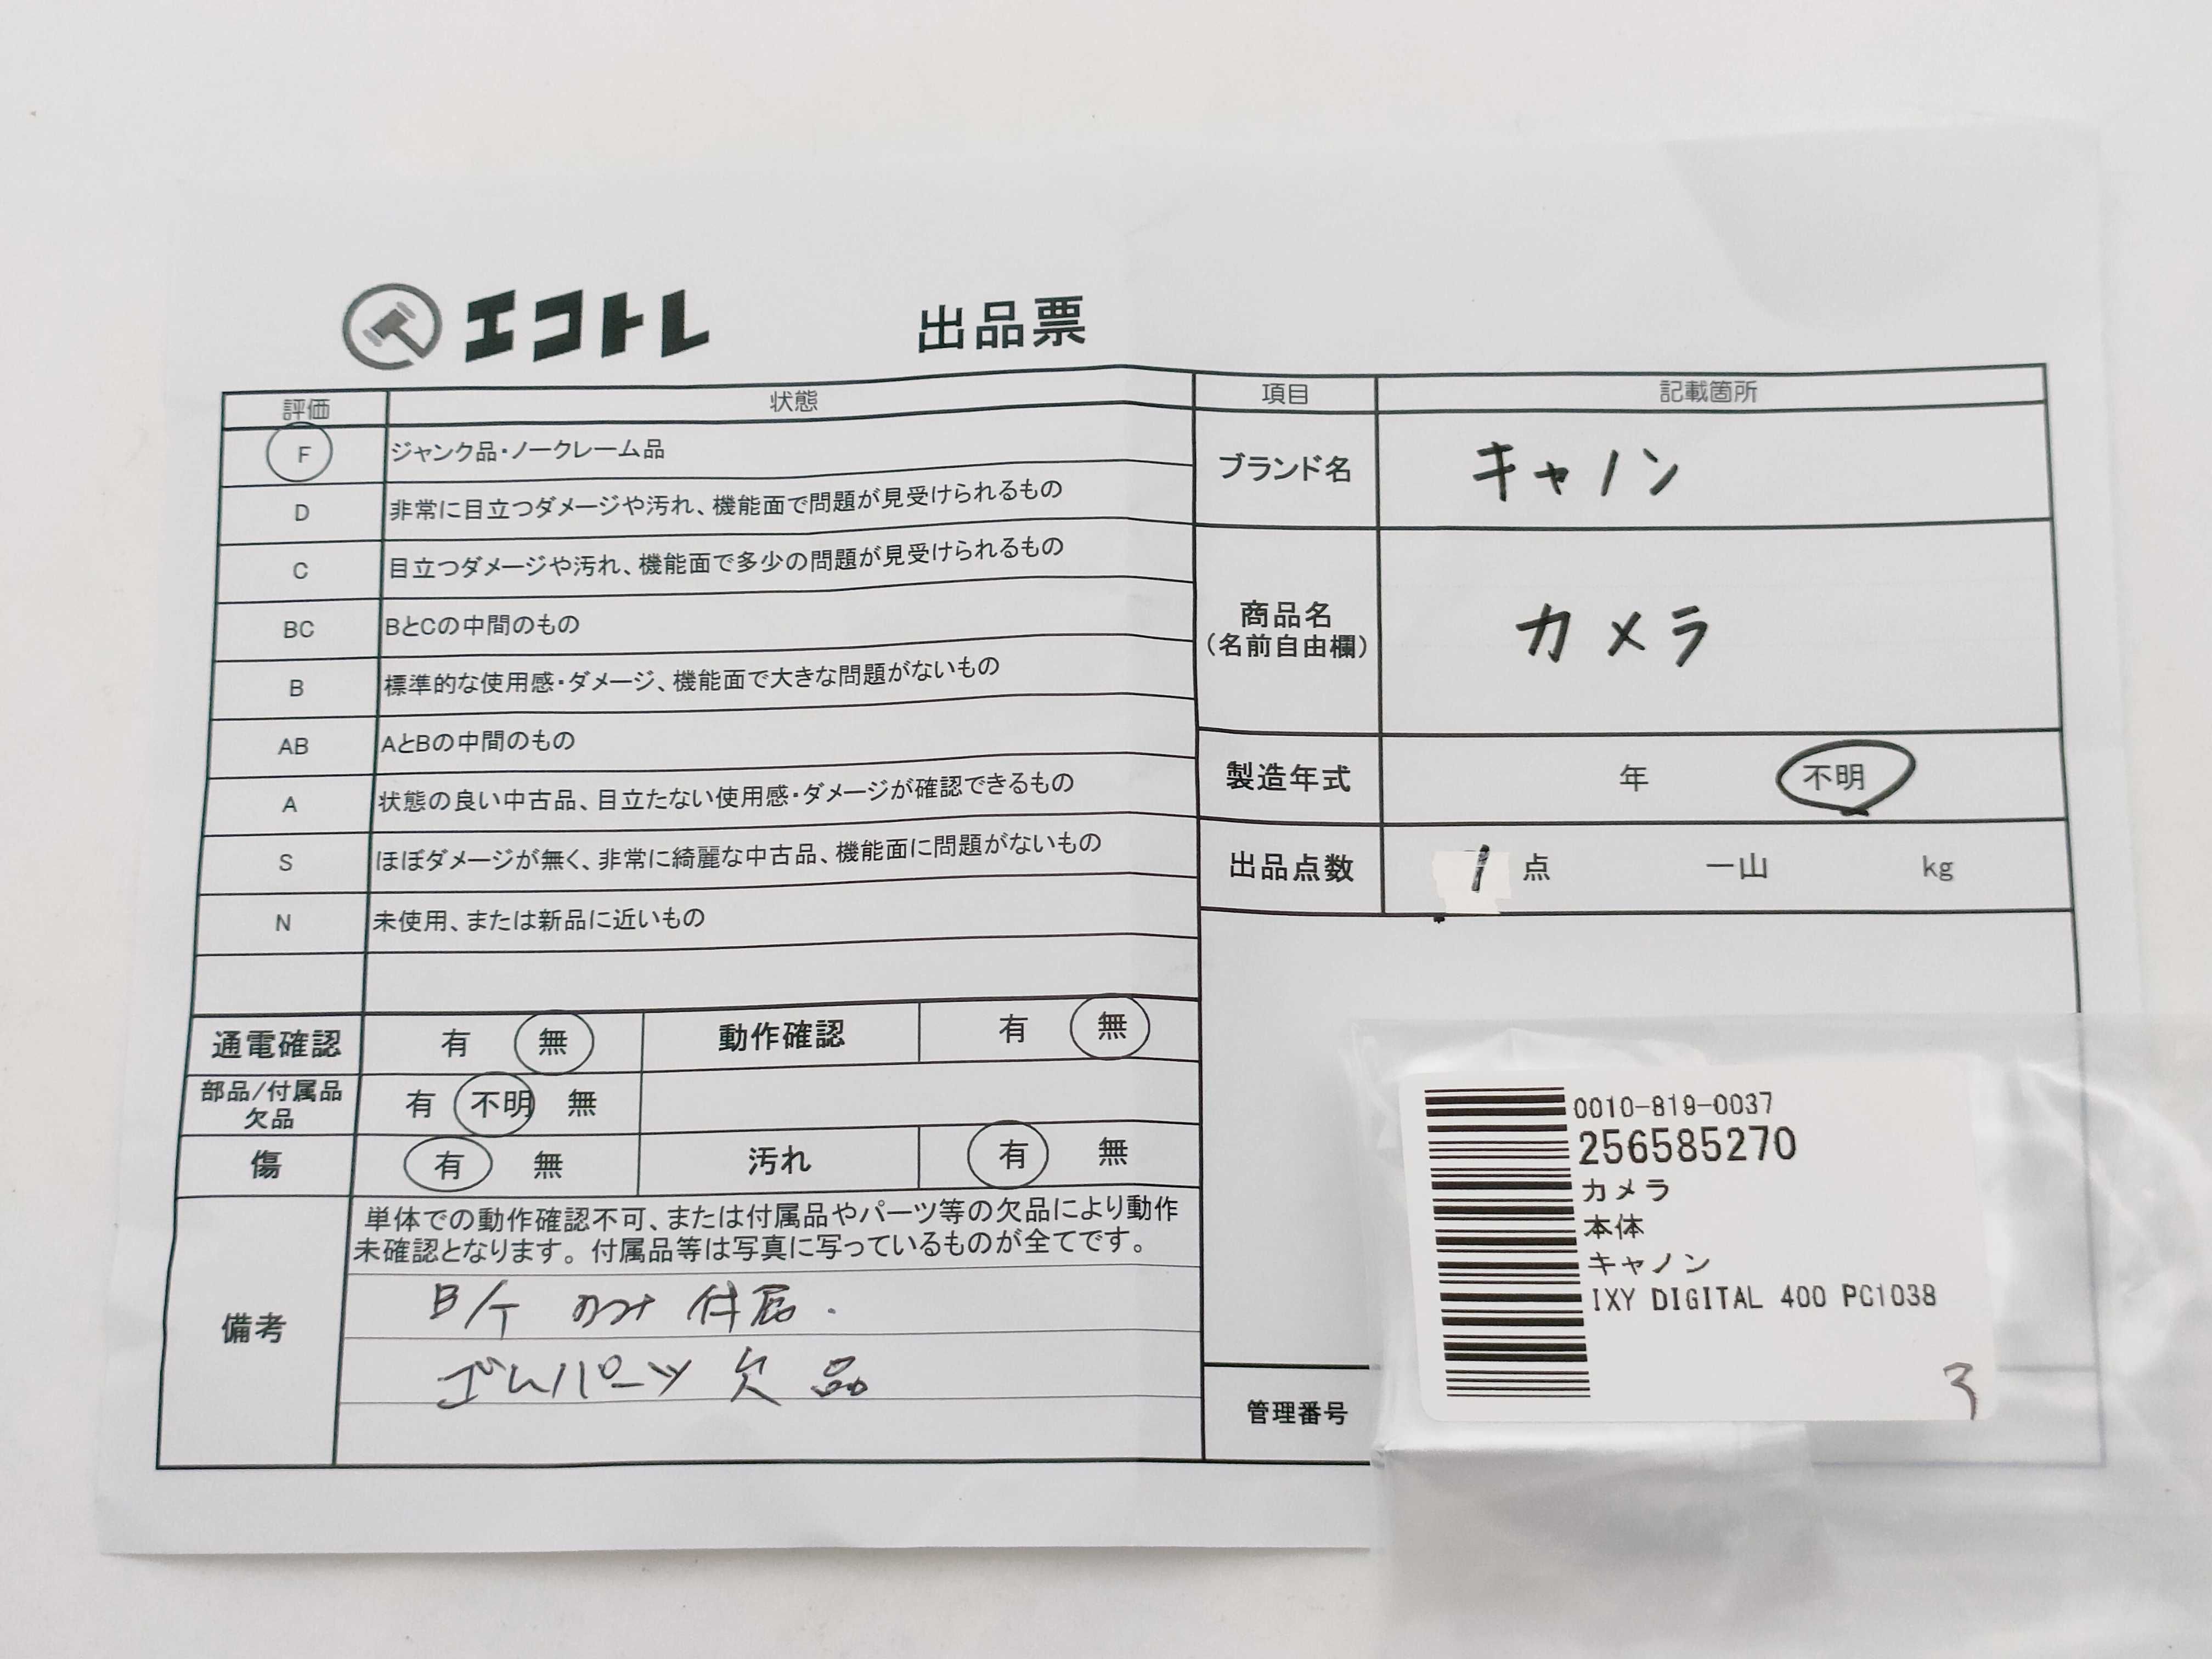 エコトレ 出品票
評価 状態
F ジャンク品・ノークレーム品
D 非常に目立つダメージや汚れ、機能面で問題が見受けられるもの
C 目立つダメージや汚れ、機能面で多少の問題が見受けられるもの
BC BとCの中間のもの
B 標準的な使用感・ダメージ、機能面で大きな問題がないもの
AB AとBの中間のもの
A 状態の良い中古品、目立たない使用感・ダメージが確認できるもの
S ほぼダメージが無く、非常に綺麗な中古品、機能面に問題がないもの
N 未使用、または新品に近いもの
通電確認 有 無 動作確認 有 無
部品/付属品 有 不明 無
欠品
傷 有 無 汚れ 有 無
備考
単体での動作確認不可、または付属品やパーツ等の欠品により動作
未確認となります。付属品等は写真に写っているものが全てです。
B/T のみ 付属.
ゴムパーツ 欠品
項目 記載箇所
ブランド名 キャノン
商品名 カメラ
(名前自由欄)
製造年式 年 不明
出品点数 1 点 一山 kg
管理番号
0010-819-0037
256585270
カメラ
本体
キャノン
IXY DIGITAL 400 PC1038
3